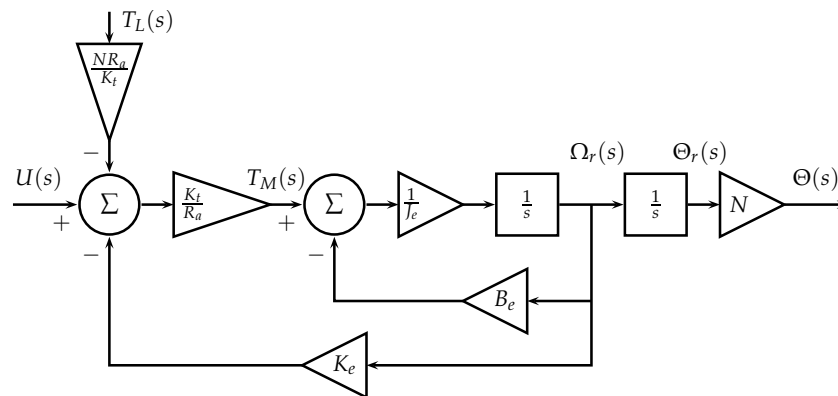 T_L(s)
NR_a
K_t
−
U(s)
+
Σ
K_t
R_a
T_M(s)
+
Σ
1
J_e
1
s
Ω_r(s)
1
s
Θ_r(s)
N
Θ(s)
−
−
B_e
K_e